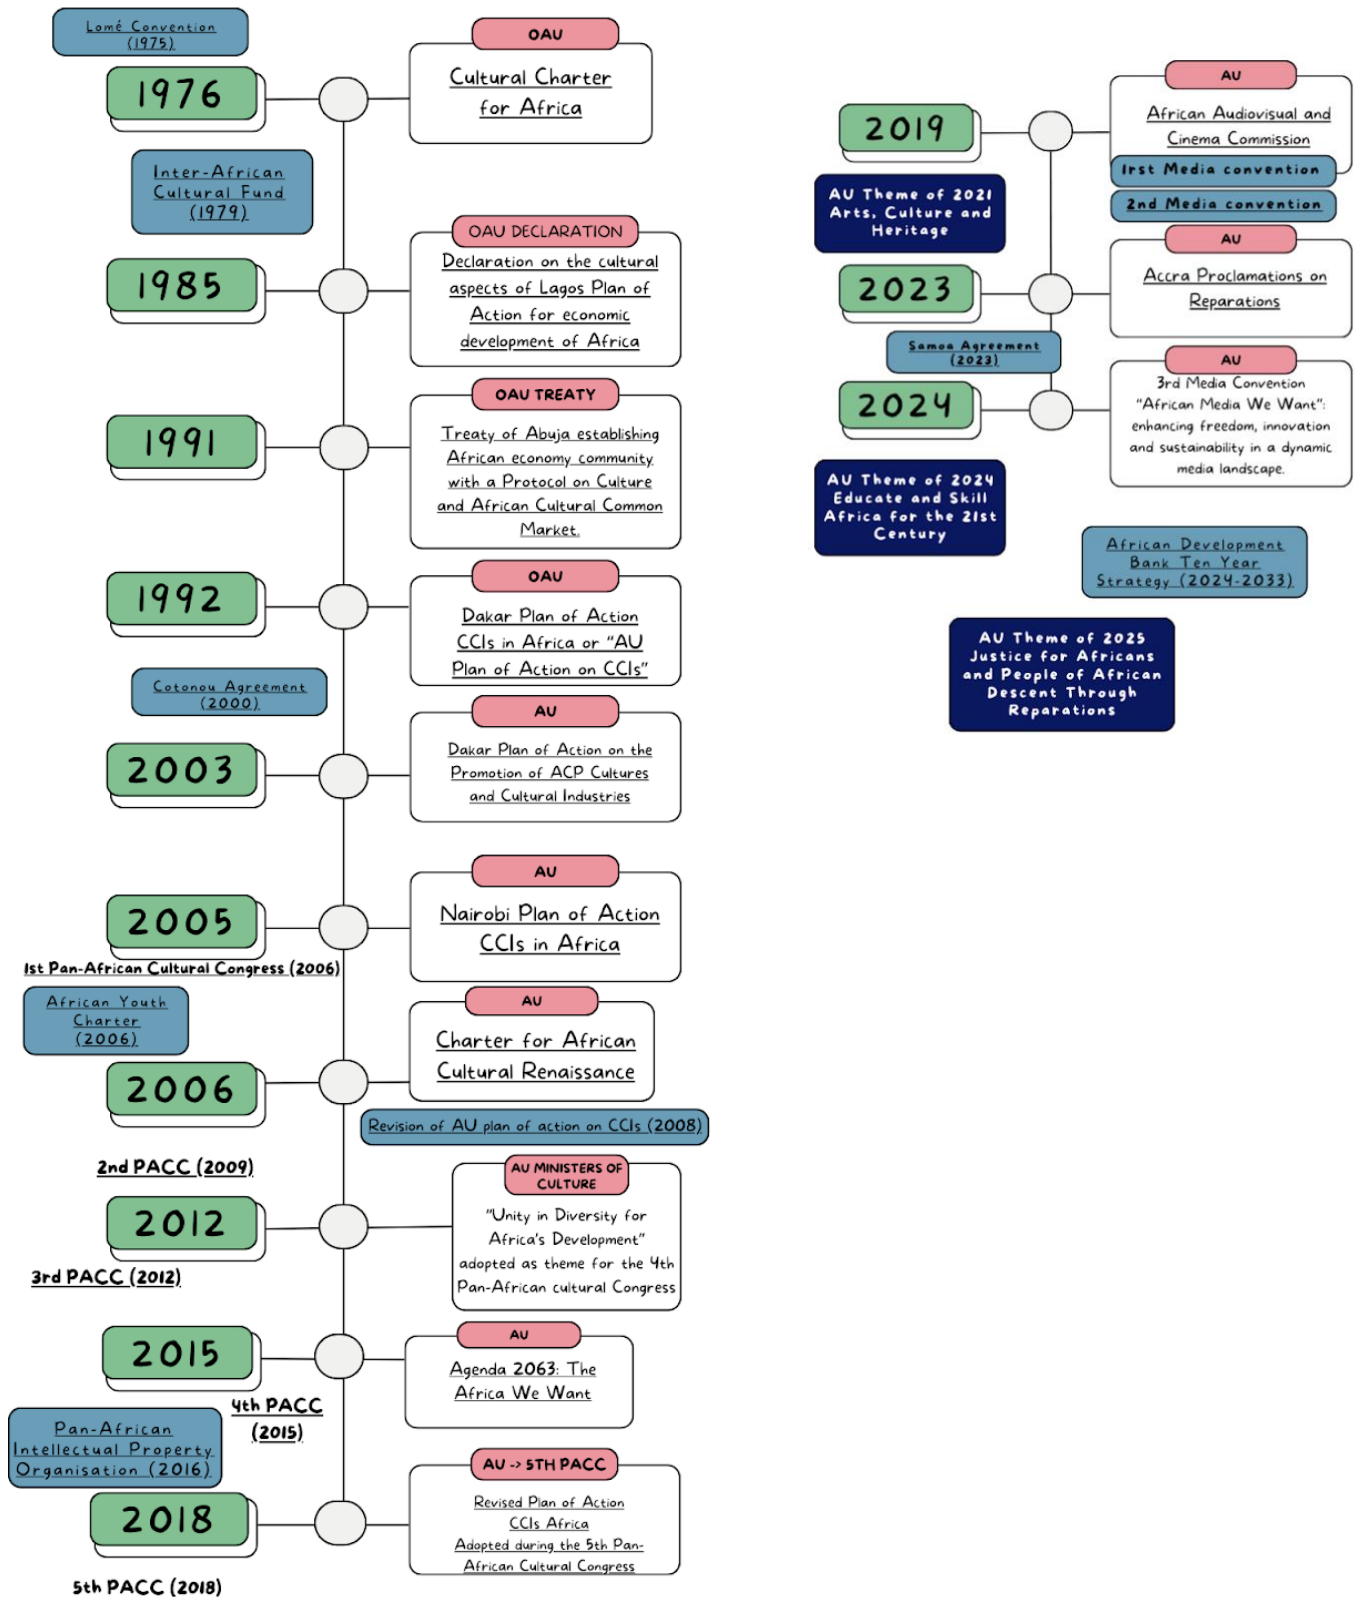 Lomé Convention
(1975)
OAU
1976
Cultural Charter
for Africa
Inter-African
Cultural Fund
(1979)
OAU DECLARATION
1985
Declaration on the cultural
aspects of Lagos Plan of
Action for economic
development of Africa
OAU TREATY
1991
Treaty of Abuja establishing
African economy community
with a Protocol on Culture
and African Cultural Common
Market.
OAU
1992
Dakar Plan of Action
CCIs in Africa or "AU
Plan of Action on CCIs"
Cotonou Agreement
(2000)
AU
2003
Dakar Plan of Action on the
Promotion of ACP Cultures
and Cultural Industries
AU
2005
Nairobi Plan of Action
CCIs in Africa
1st Pan-African Cultural Congress (2006)
African Youth
Charter
(2006)
AU
2006
Charter for African
Cultural Renaissance
Revision of AU plan of action on CCIs (2008)
2nd PACC (2009)
AU MINISTERS OF
CULTURE
2012
"Unity in Diversity for
Africa's Development"
adopted as theme for the 4th
Pan-African cultural Congress
3rd PACC (2012)
AU
2015
Agenda 2063: The
Africa We Want
4th PACC
(2015)
Pan-African
Intellectual Property
Organisation (2016)
AU -> 5TH PACC
2018
Revised Plan of Action
CCIs Africa
Adopted during the 5th Pan-
African Cultural Congress
5th PACC (2018)
AU
2019
African Audiovisual and
Cinema Commission
1rst Media convention
2nd Media convention
AU Theme of 2021
Arts, Culture and
Heritage
AU
2023
Accra Proclamations on
Reparations
Samoa Agreement
(2023)
AU
2024
3rd Media Convention
"African Media We Want":
enhancing freedom, innovation
and sustainability in a dynamic
media landscape.
AU Theme of 2024
Educate and Skill
Africa for the 21st
Century
African Development
Bank Ten Year
Strategy (2024-2033)
AU Theme of 2025
Justice for Africans
and People of African
Descent Through
Reparations